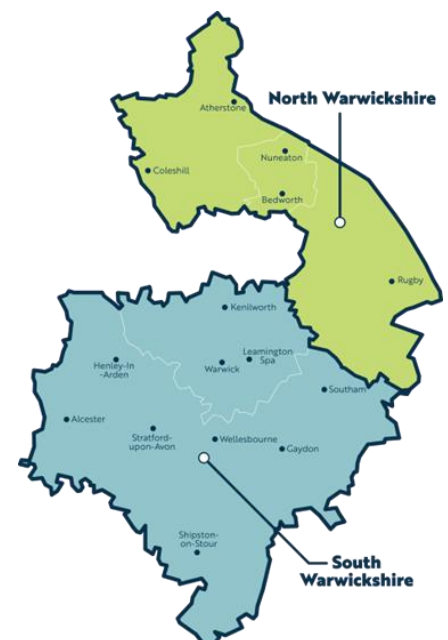 North Warwickshire
Atherstone
Nuneaton
Coleshill
Bedworth
Rugby
Kenilworth
Leamington
Spa
Henley-In
-Arden
Warwick
Southam
Alcester
Stratford-
upon-Avon
Wellesbourne
Gaydon
Shipston-
on-Stour
South
Warwickshire